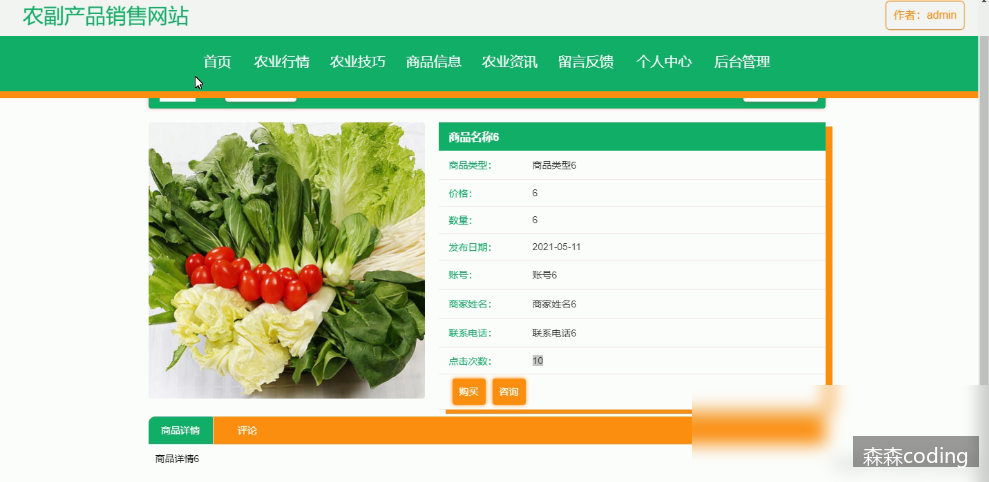 农副产品销售网站
作者：admin
首页 农业行情 农业技巧 商品信息 农业资讯 留言反馈 个人中心 后台管理
商品名称6
商品类型： 商品类型6
价格： 6
数量： 6
发布日期： 2021-05-11
账号： 账号6
商家姓名： 商家姓名6
联系电话： 联系电话6
点击次数： 10
购买 咨询
商品详情 评论
商品详情6
森森coding